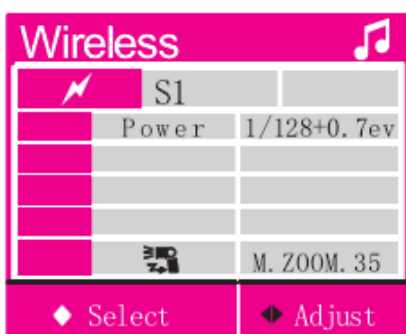 Wireless
S1
Power 1/128+0.7ev
M.ZOOM.35
Select Adjust